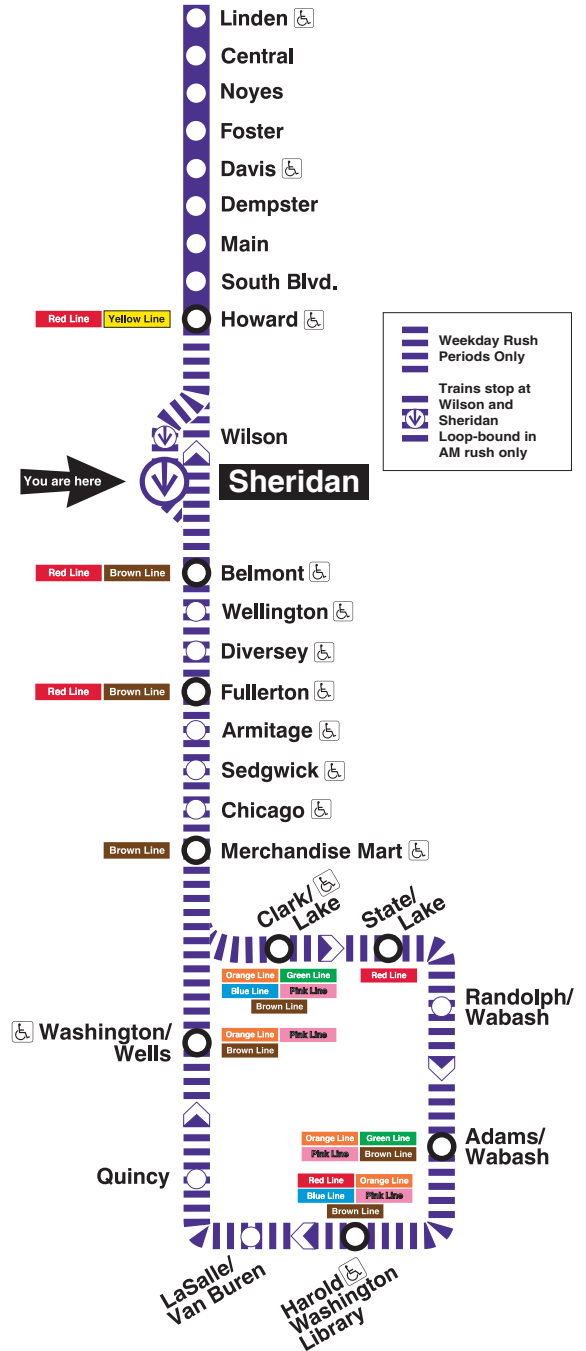 Linden
Central
Noyes
Foster
Davis
Dempster
Main
South Blvd.
Red Line Yellow Line Howard
Weekday Rush
Periods Only
Trains stop at
Wilson and
Sheridan
Loop-bound in
AM rush only
Wilson
You are here
Sheridan
Red Line Brown Line Belmont
Wellington
Diversey
Red Line Brown Line Fullerton
Armitage
Sedgwick
Chicago
Brown Line Merchandise Mart
Clark/
Lake
State/
Lake
Orange Line Green Line
Blue Line Pink Line
Brown Line
Red Line
Randolph/
Wabash
Washington/
Wells
Orange Line Pink Line
Brown Line
Orange Line Green Line
Pink Line Brown Line
Adams/
Wabash
Quincy
Red Line Orange Line
Blue Line Pink Line
Brown Line
LaSalle/
Van Buren
Harold
Washington
Library